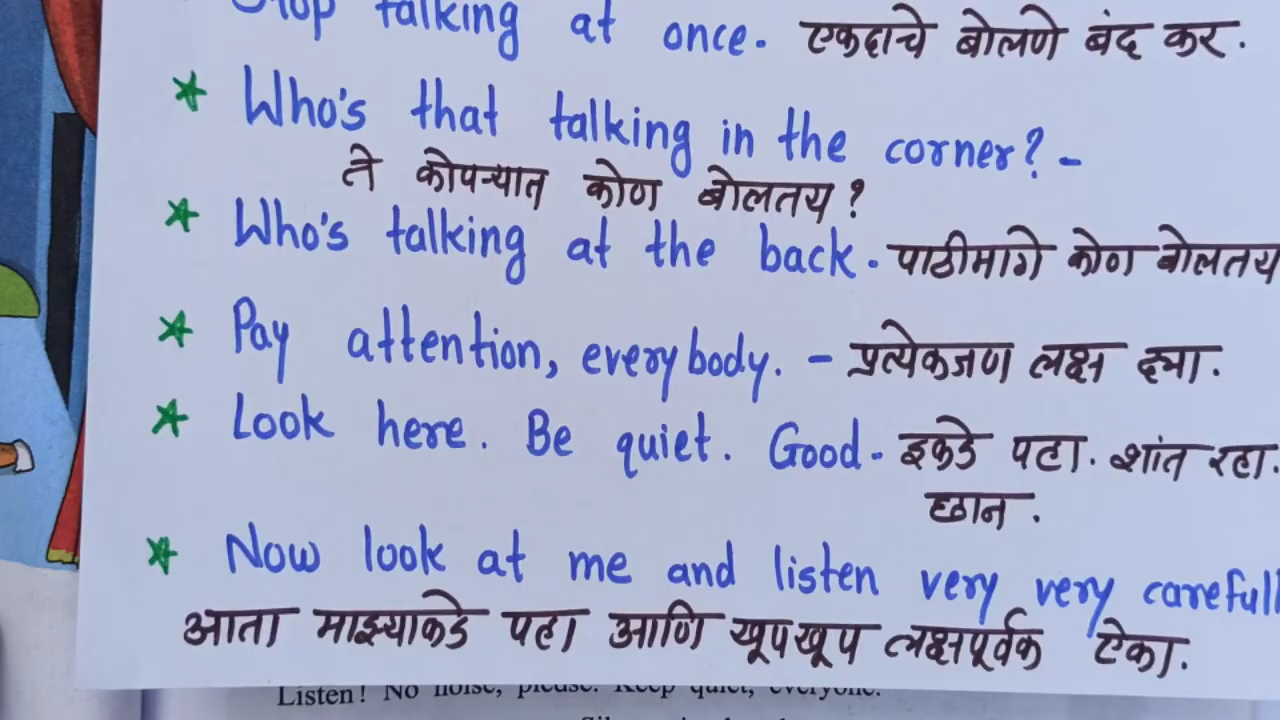 Stop talking at once. एकदाचे बोलणे बंद कर.
Who's that talking in the corner? -
ते कोपऱ्यात कोण बोलतय?
Who's talking at the back. पाठीमागे कोण बोलतय
Pay attention, everybody. - प्रत्येकजण लक्ष द्या.
Look here. Be quiet. Good. इकडे पहा. शांत रहा.
छान.
Now look at me and listen very very carefull
आता माझ्याकडे पहा आणि खूपखूप लक्षपूर्वक ऐका.
Listen! No noise, please. Keep quiet, everyone.